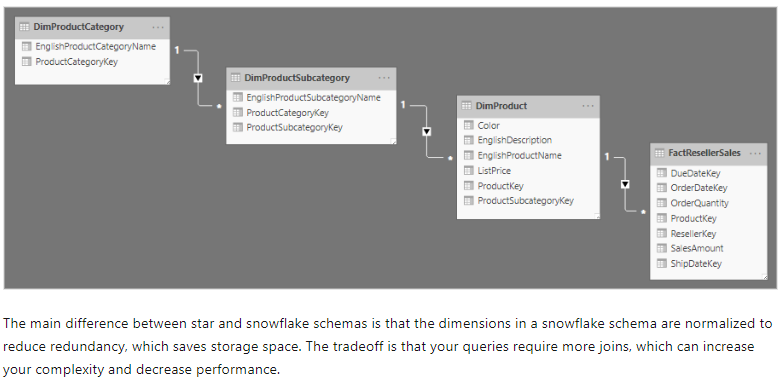 DimProductCategory
EnglishProductCategoryName
ProductCategoryKey
1
*
DimProductSubcategory
EnglishProductSubcategoryName
ProductCategoryKey
ProductSubcategoryKey
1
*
DimProduct
Color
EnglishDescription
EnglishProductName
ListPrice
ProductKey
ProductSubcategoryKey
1
*
FactResellerSales
DueDateKey
OrderDateKey
OrderQuantity
ProductKey
ResellerKey
SalesAmount
ShipDateKey
The main difference between star and snowflake schemas is that the dimensions in a snowflake schema are normalized to
reduce redundancy, which saves storage space. The tradeoff is that your queries require more joins, which can increase
your complexity and decrease performance.